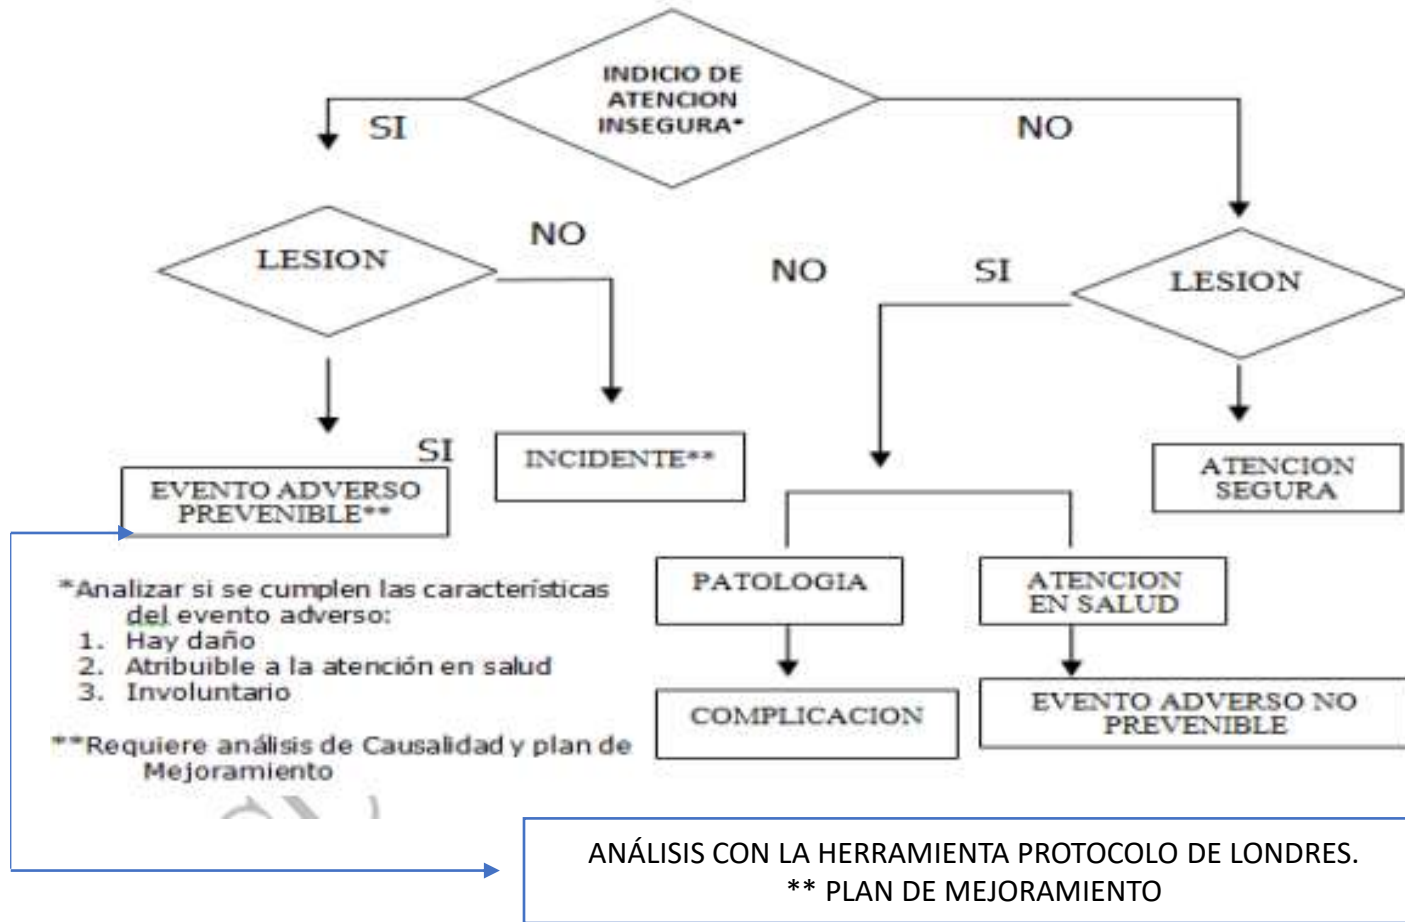 INDICIO DE
ATENCION
INSEGURA*
SI
NO
LESION
NO
NO
SI
LESION
SI
INCIDENTE**
ATENCION
SEGURA
EVENTO ADVERSO
PREVENIBLE**
PATOLOGIA
ATENCION
EN SALUD
*Analizar si se cumplen las características
del evento adverso:
1. Hay daño
2. Atribuible a la atención en salud
3. Involuntario
COMPLICACION
EVENTO ADVERSO NO
PREVENIBLE
**Requiere análisis de Causalidad y plan de
Mejoramiento
ANÁLISIS CON LA HERRAMIENTA PROTOCOLO DE LONDRES.
** PLAN DE MEJORAMIENTO